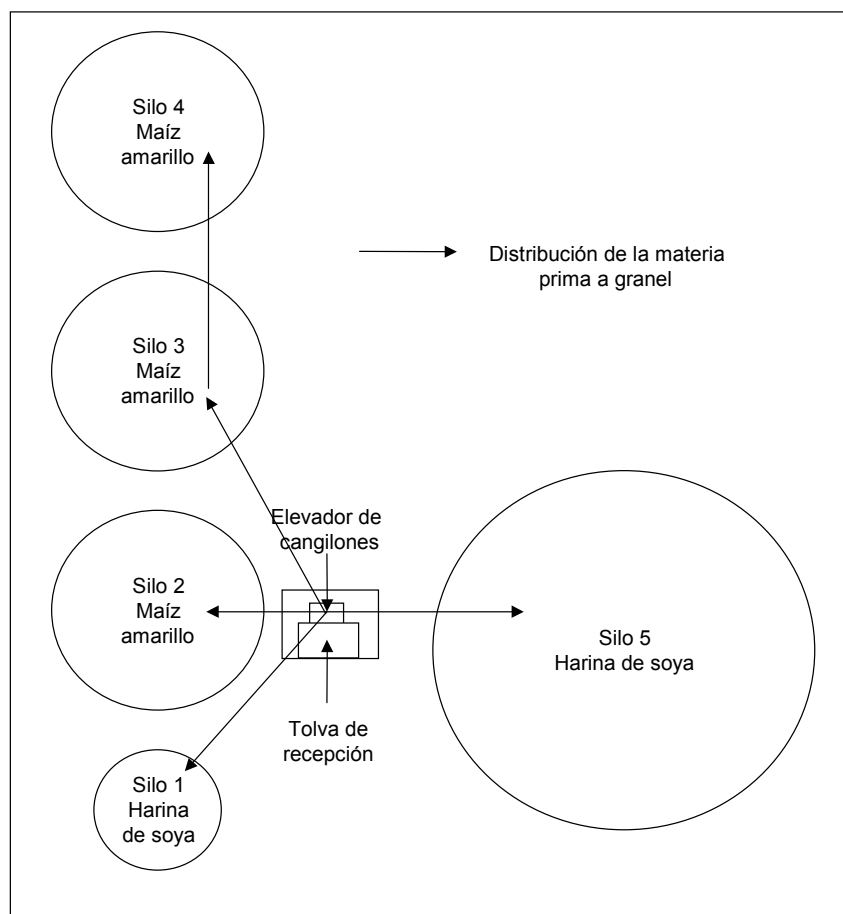 Silo 4
Maíz
amarillo
Distribución de la materia
prima a granel
Silo 3
Maíz
amarillo
Elevador de
cangilones
Silo 2
Maíz
amarillo
Silo 5
Harina de soya
Tolva de
recepción
Silo 1
Harina
de soya